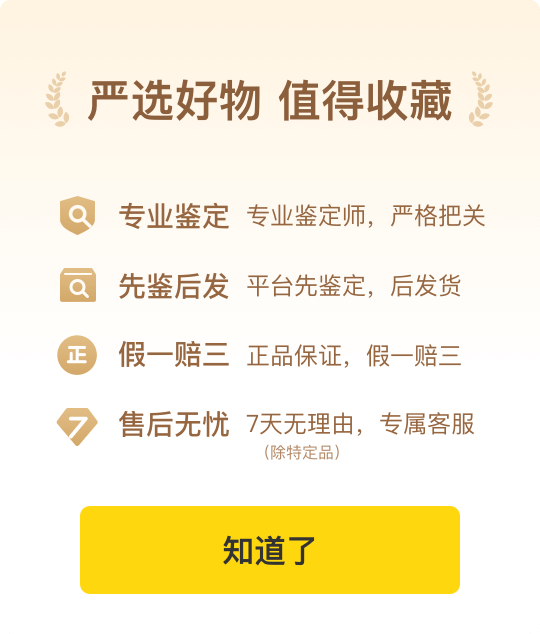 严选好物 值得收藏
专业鉴定 专业鉴定师，严格把关
先鉴后发 平台先鉴定，后发货
正 假一赔三 正品保证，假一赔三
7 售后无忧 7天无理由，专属客服
（除特定品）
知道了